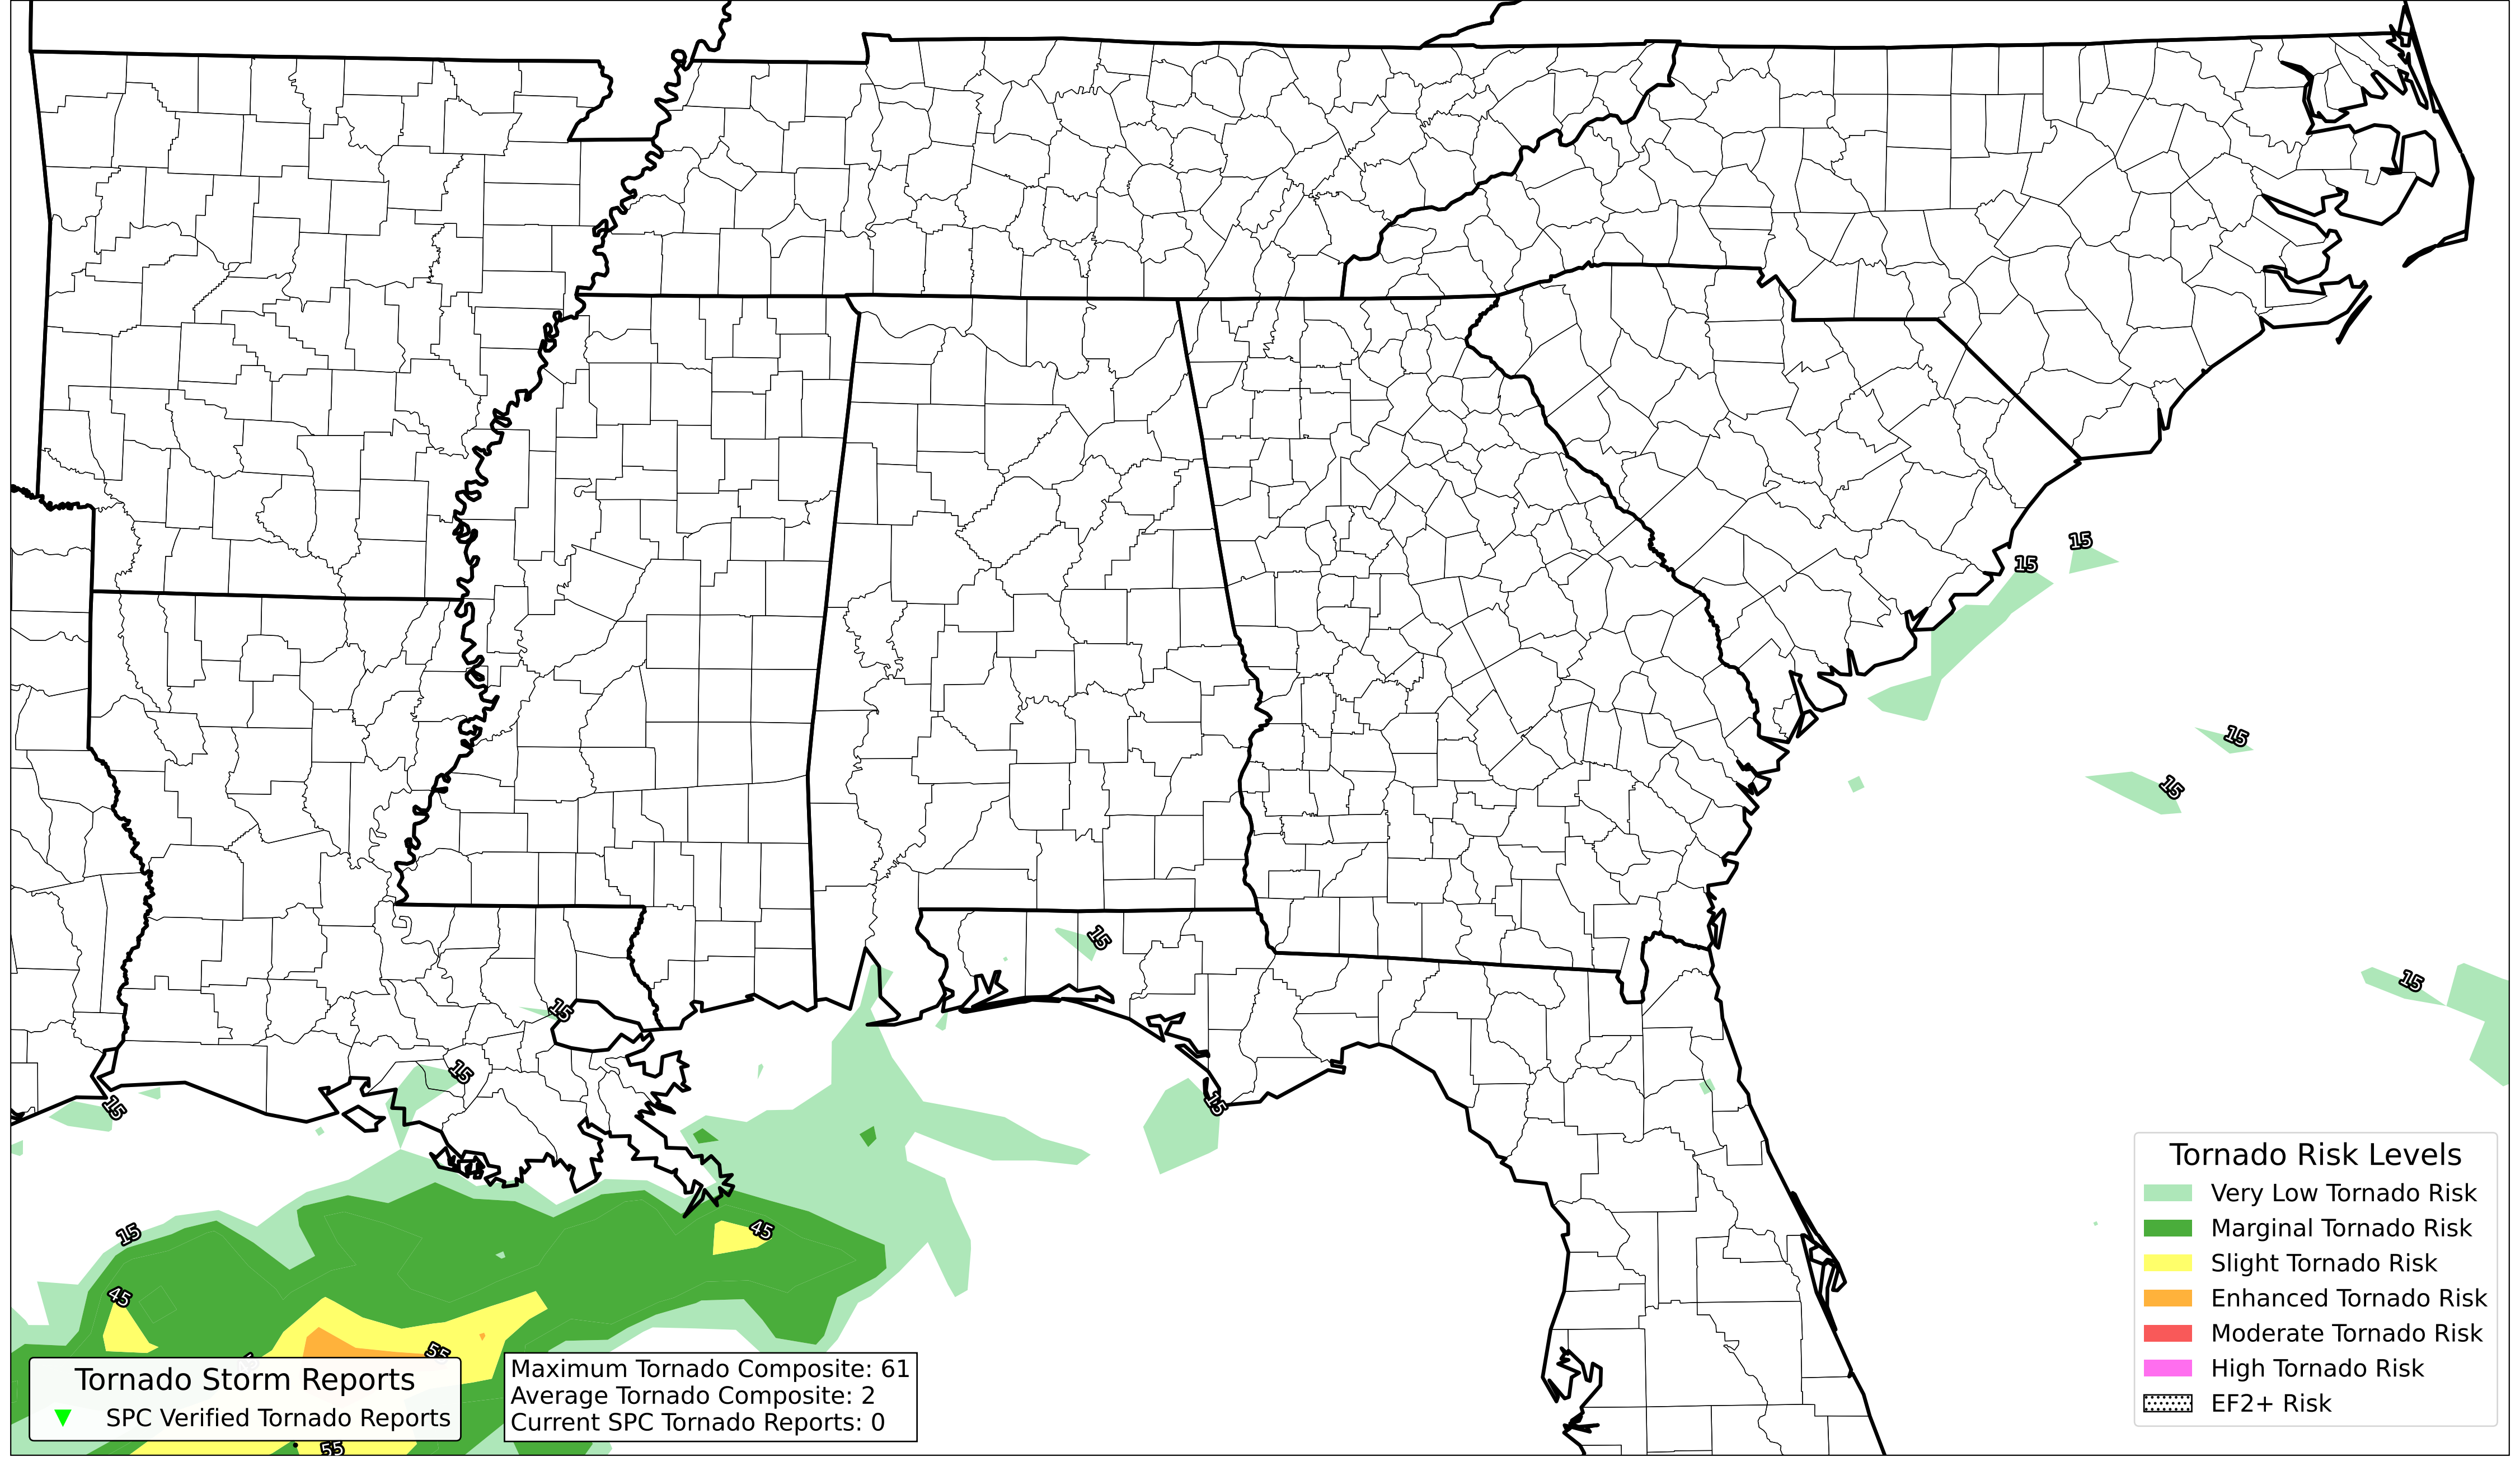 15
15
15
15
15
15
15
15
15
15
15
45
45
55
Tornado Storm Reports
SPC Verified Tornado Reports
55
Maximum Tornado Composite: 61
Average Tornado Composite: 2
Current SPC Tornado Reports: 0
Tornado Risk Levels
Very Low Tornado Risk
Marginal Tornado Risk
Slight Tornado Risk
Enhanced Tornado Risk
Moderate Tornado Risk
High Tornado Risk
EF2+ Risk